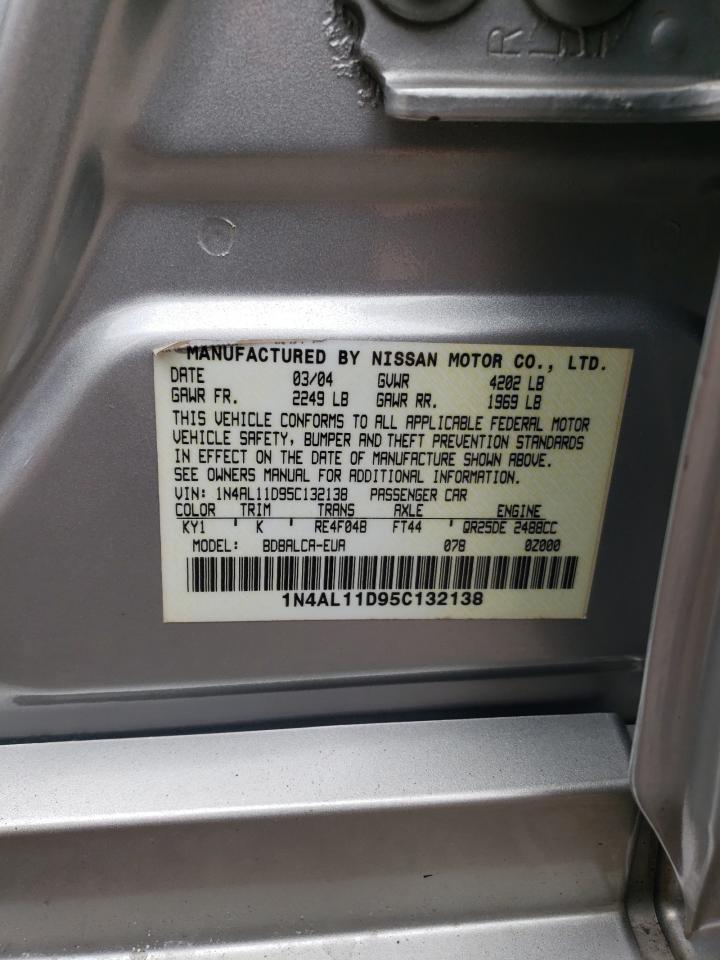 R
MANUFACTURED BY NISSAN MOTOR CO., LTD.
DATE 03/04 GVWR 4202 LB
GAWR FR. 2249 LB GAWR RR. 1969 LB
THIS VEHICLE CONFORMS TO ALL APPLICABLE FEDERAL MOTOR
VEHICLE SAFETY, BUMPER AND THEFT PREVENTION STANDARDS
IN EFFECT ON THE DATE OF MANUFACTURE SHOWN ABOVE.
SEE OWNERS MANUAL FOR ADDITIONAL INFORMATION.
VIN: 1N4AL11D95C132138 PASSENGER CAR
COLOR TRIM TRANS AXLE ENGINE
KY1 K RE4F04B FT44 QR25DE 2488CC
MODEL: BDBALCA-EUA 078 0Z000
1N4AL11D95C132138